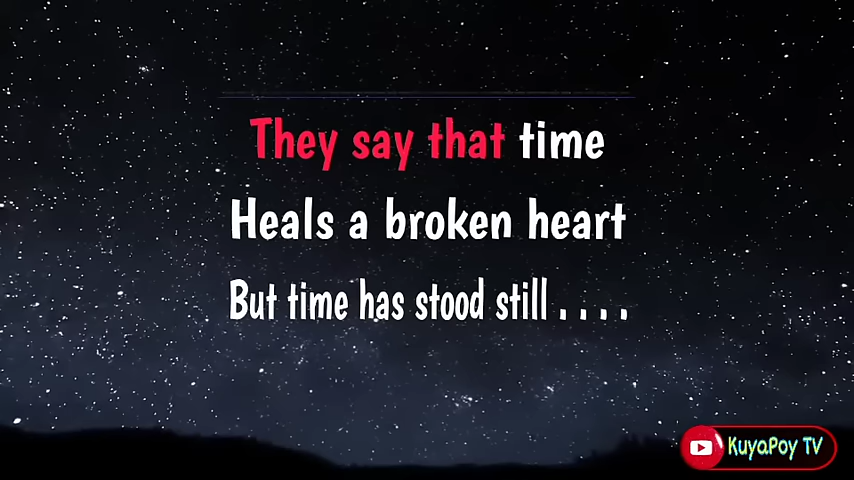 They say that time
Heals a broken heart
But time has stood still . . . .
KuyaPoy TV